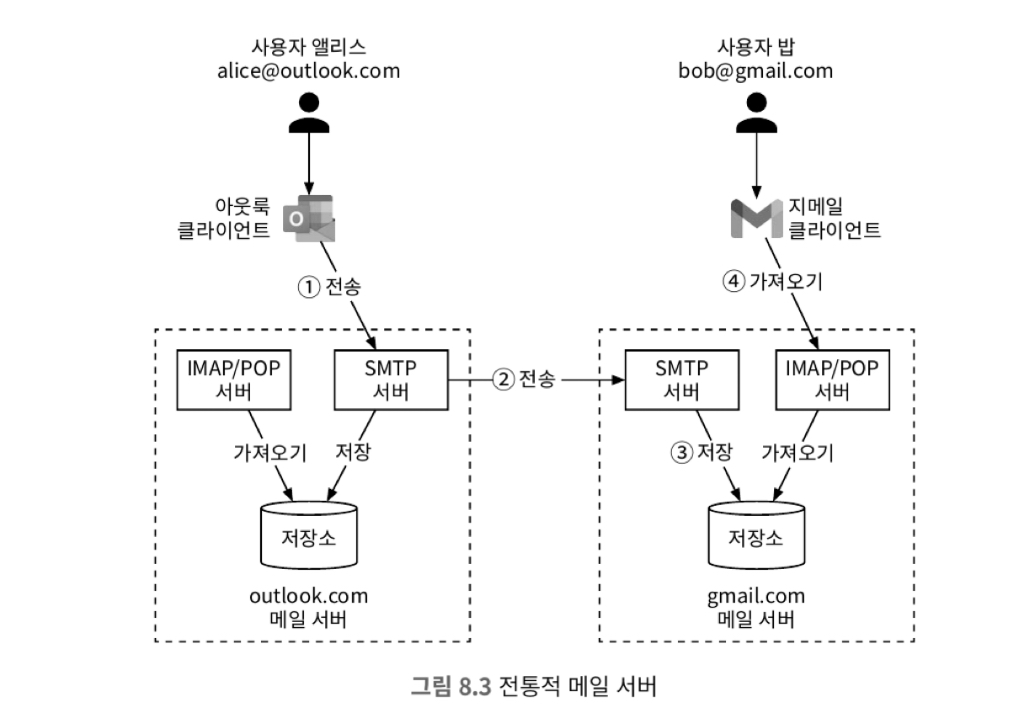 사용자 앨리스
alice@outlook.com
사용자 밥
bob@gmail.com
아웃룩
클라이언트
O
지메일
클라이언트
① 전송
④ 가져오기
IMAP/POP
서버
SMTP
서버
② 전송
SMTP
서버
IMAP/POP
서버
가져오기
저장
③ 저장
가져오기
저장소
저장소
outlook.com
메일 서버
gmail.com
메일 서버
그림 8.3 전통적 메일 서버